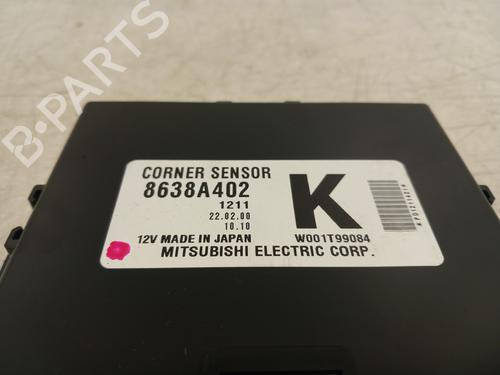 B-PARTS
CORNER SENSOR
8638A402
1211
22.02.00
10.10
K
12V MADE IN JAPAN
W001T99084
MITSUBISHI ELECTRIC CORP.